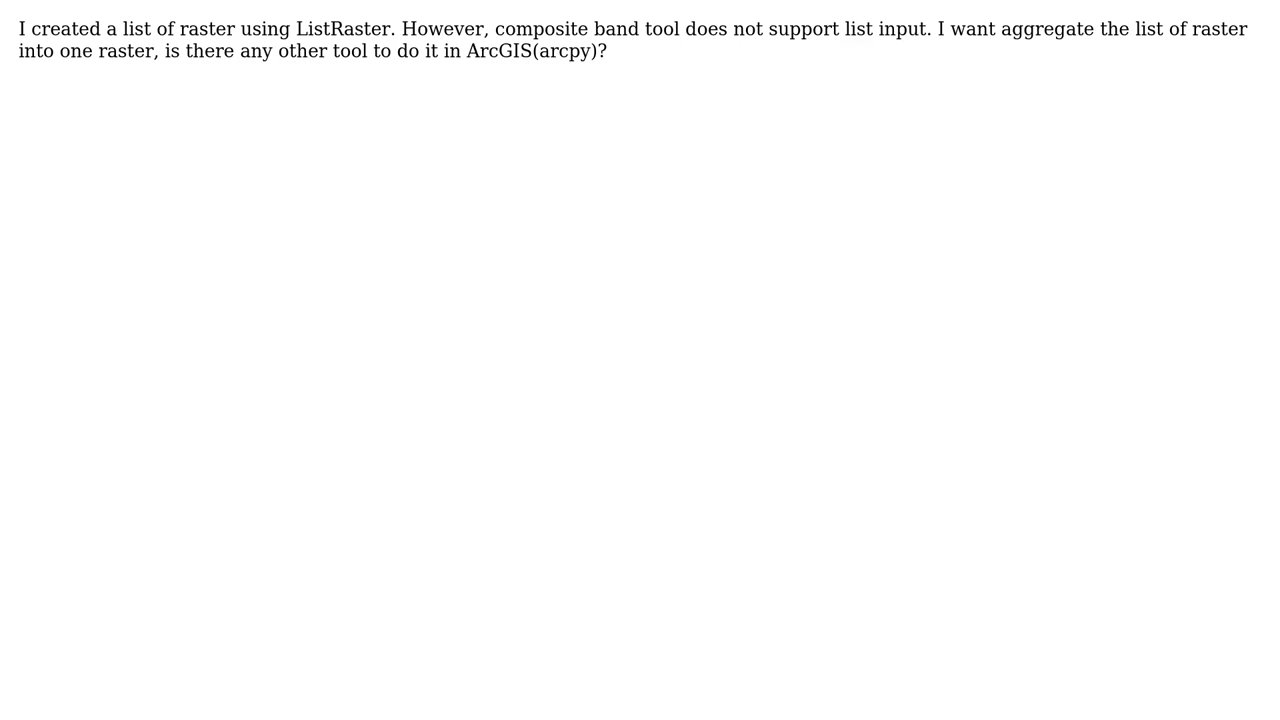 I created a list of raster using ListRaster. However, composite band tool does not support list input. I want aggregate the list of raster
into one raster, is there any other tool to do it in ArcGIS(arcpy)?